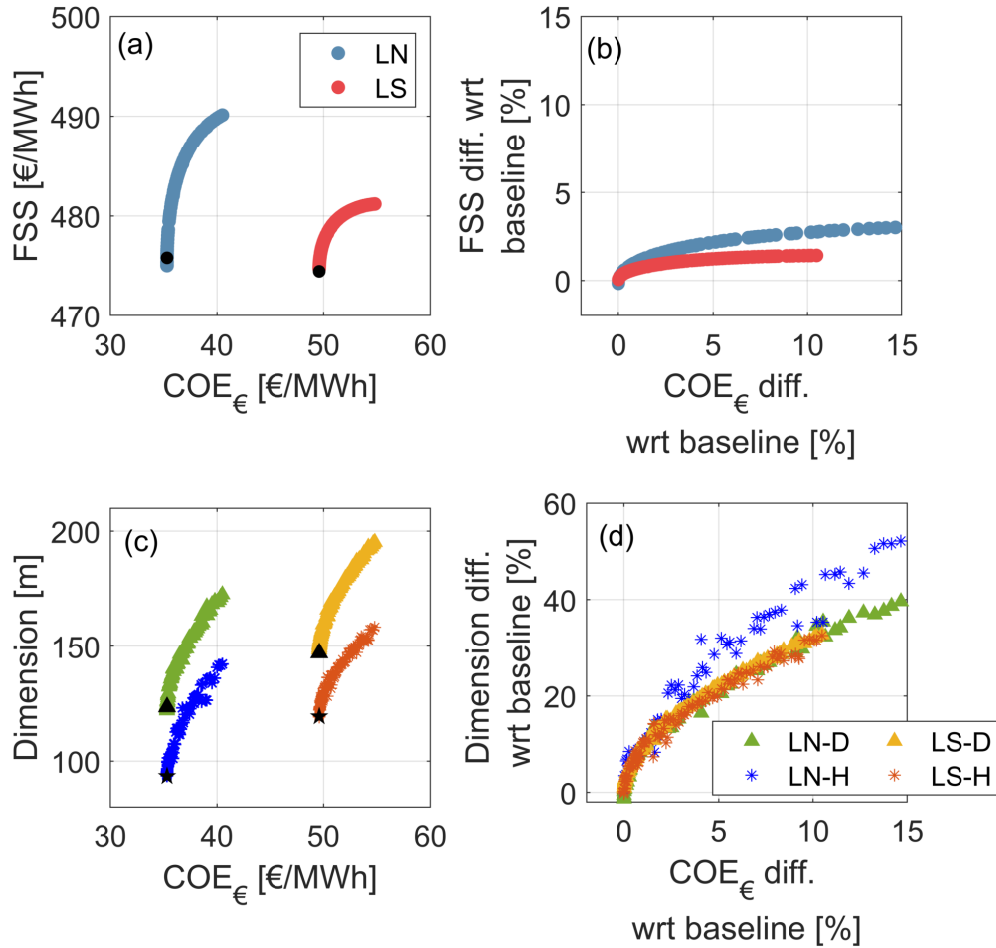 (a)
500
490
480
470
30
40
50
60
FSS [€/MWh]
COE€ [€/MWh]
LN
LS
(b)
15
10
5
0
0
5
10
15
FSS diff. wrt
baseline [%]
COE€ diff.
wrt baseline [%]
(c)
200
150
100
30
40
50
60
Dimension [m]
COE€ [€/MWh]
(d)
60
40
20
0
0
5
10
15
Dimension diff.
wrt baseline [%]
COE€ diff.
wrt baseline [%]
LN-D
LS-D
LN-H
LS-H